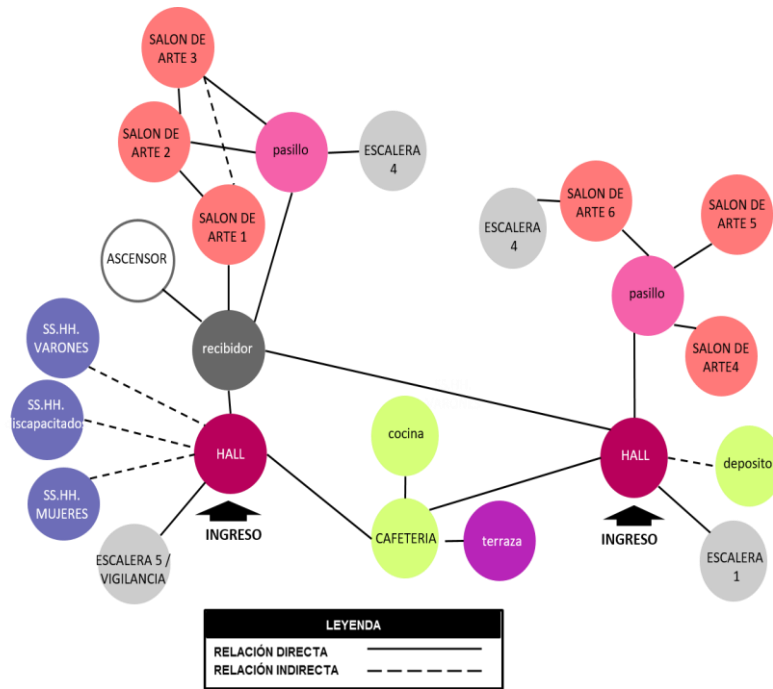 SALON DE
ARTE 3
SALON DE
ARTE 2
pasillo
ESCALERA
4
SALON DE
ARTE 1
ASCENSOR
SS.HH.
VARONES
recibidor
SS.HH.
iscapacitados
SS.HH.
MUJERES
HALL
INGRESO
ESCALERA 5 /
VIGILANCIA
cocina
CAFETERIA
terraza
ESCALERA
4
SALON DE
ARTE 6
SALON DE
ARTE 5
pasillo
SALON DE
ARTE4
HALL
deposito
INGRESO
ESCALERA
1
LEYENDA
RELACIÓN DIRECTA
RELACIÓN INDIRECTA